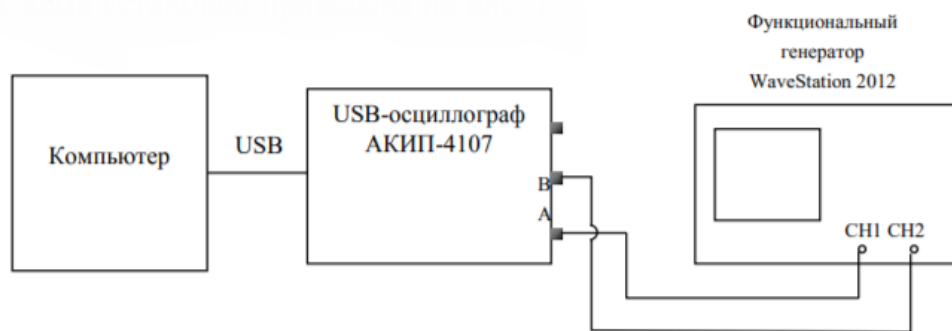 Функциональный
генератор
WaveStation 2012
USB-осциллограф
АКИП-4107
Компьютер
USB
B
A
CH1 CH2